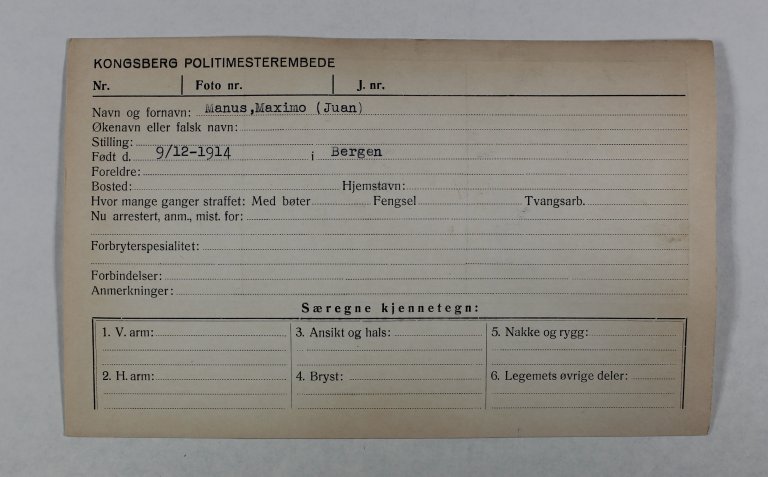 KONGSBERG POLITIMESTEREMBEDE
Nr. Foto nr. J. nr.
Navn og fornavn: Manus,Maximo (Juan)
Økenavn eller falsk navn:
Stilling:
Født d. 9/12-1914 i Bergen
Foreldre:
Bosted: Hjemstavn:
Hvor mange ganger straffet: Med bøter Fengsel Tvangsarb.
Nu arrestert, anm., mist. for:
Forbryterspesialitet:
Forbindelser:
Anmerkninger:
Særegne kjennetegn:
1. V. arm: 3. Ansikt og hals: 5. Nakke og rygg:
2. H. arm: 4. Bryst: 6. Legemets øvrige deler: